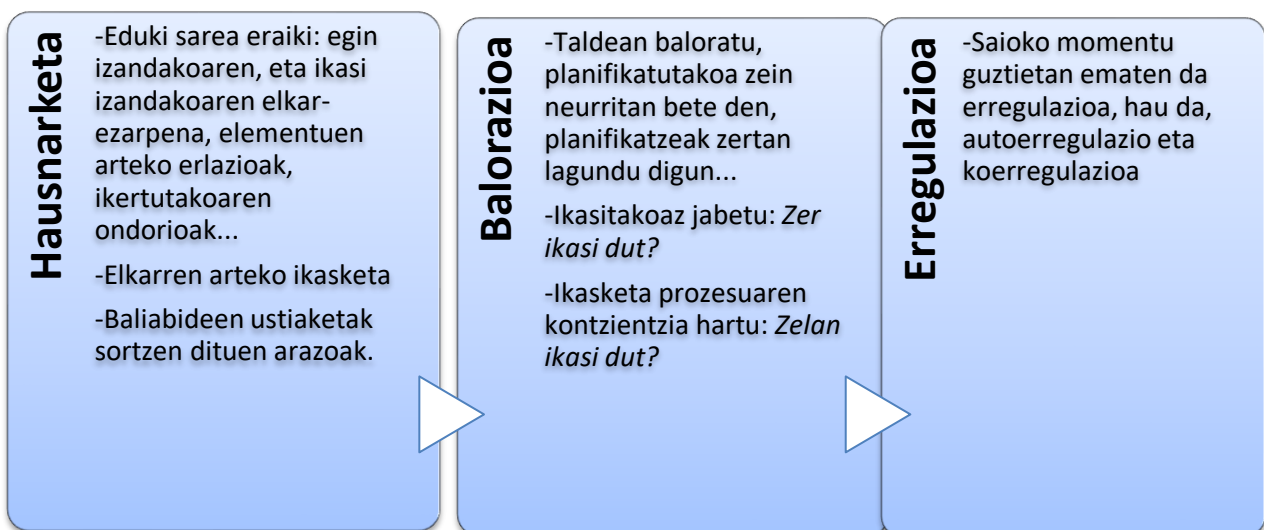 Hausnarketa
-Eduki sarea eraiki: egin
izandakoaren, eta ikasi
izandakoaren elkar-
ezarpena, elementuen
arteko erlazioak,
ikertutakoaren
ondorioak...
-Elkarren arteko ikasketa
-Baliabideen ustiaketak
sortzen dituen arazoak.
Balorazioa
-Taldean baloratu,
planifikatutakoa zein
neurritan bete den,
planifikatzeak zertan
lagundu digun...
-Ikasitakoaz jabetu: Zer
ikasi dut?
-Ikasketa prozesuaren
kontzientzia hartu: Zelan
ikasi dut?
Erregulazioa
-Saioko momentu
guztietan ematen da
erregulazioa, hau da,
autoerregulazio eta
koerregulazioa